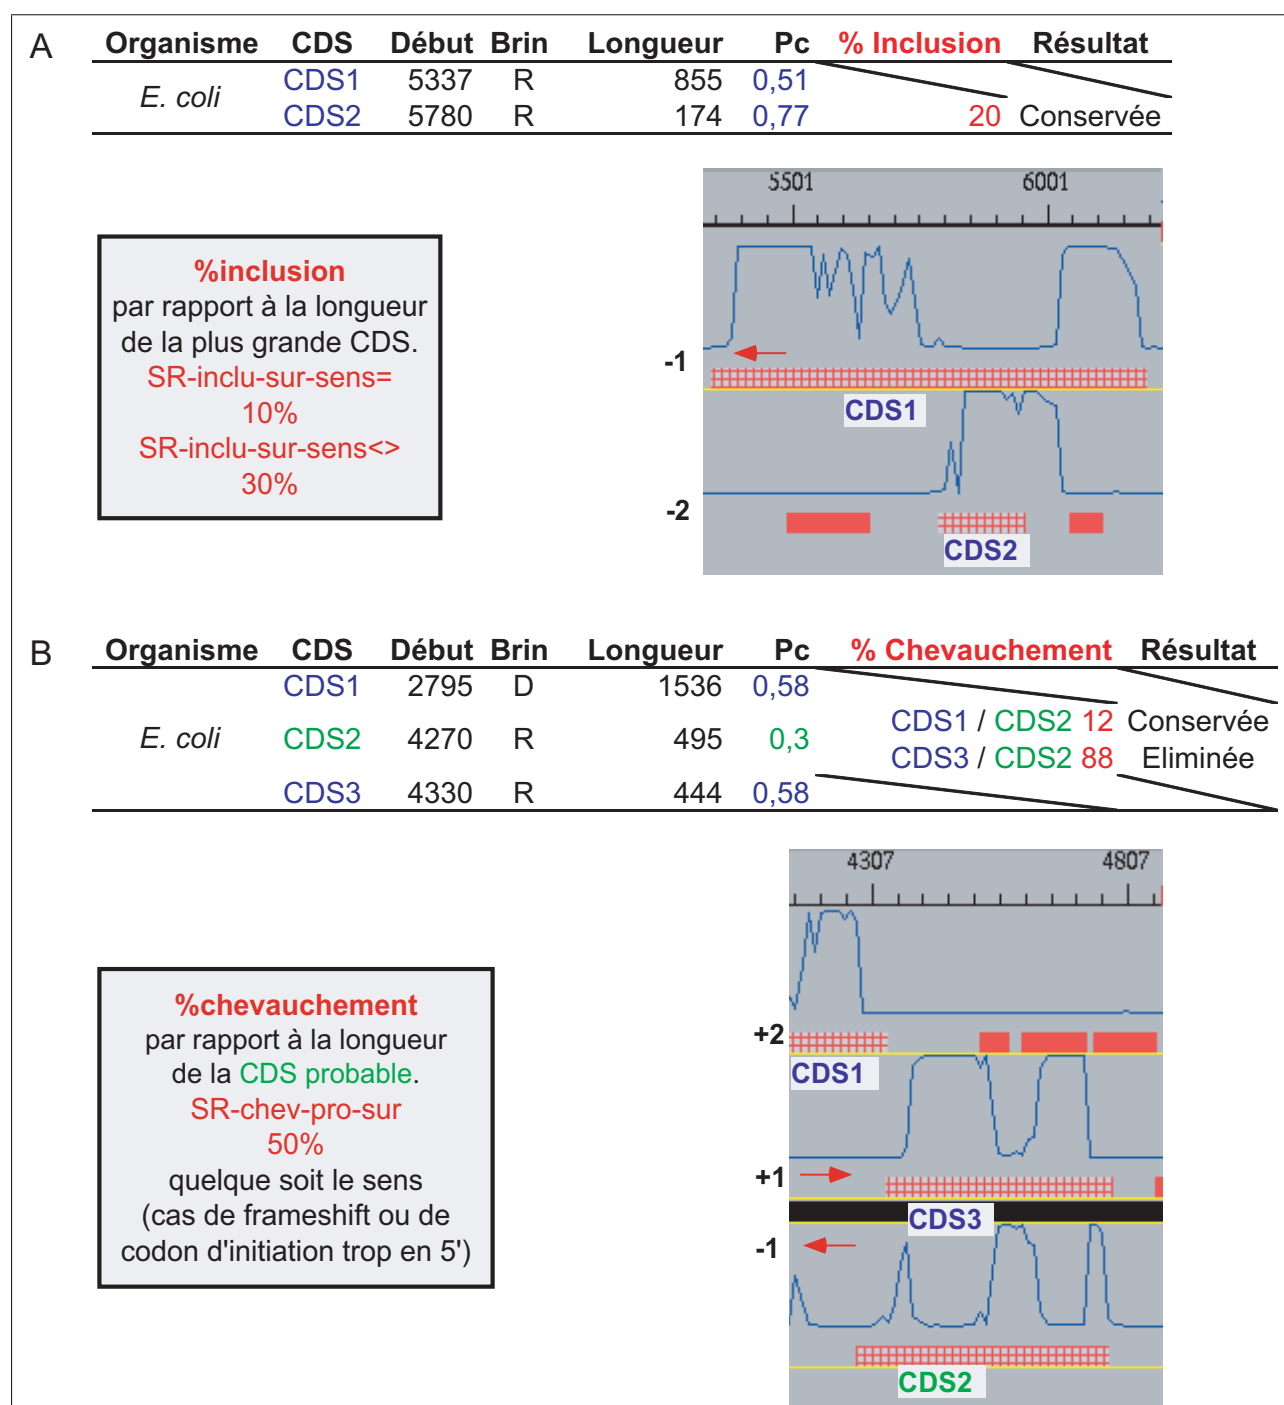 A
Organisme CDS Début Brin Longueur Pc % Inclusion Résultat
E. coli
CDS1 5337 R 855 0,51
CDS2 5780 R 174 0,77 20 Conservée
%inclusion
par rapport à la longueur
de la plus grande CDS.
SR-inclu-sur-sens=
10%
SR-inclu-sur-sens<>
30%
5501 6001
-1
CDS1
-2
CDS2
B
Organisme CDS Début Brin Longueur Pc % Chevauchement Résultat
CDS1 2795 D 1536 0,58
CDS1 / CDS2 12 Conservée
E. coli CDS2 4270 R 495 0,3
CDS3 / CDS2 88 Eliminée
CDS3 4330 R 444 0,58
%chevauchement
par rapport à la longueur
de la CDS probable.
SR-chev-pro-sur
50%
quelque soit le sens
(cas de frameshift ou de
codon d'initiation trop en 5')
4307 4807
+2
CDS1
+1
CDS3
-1
CDS2